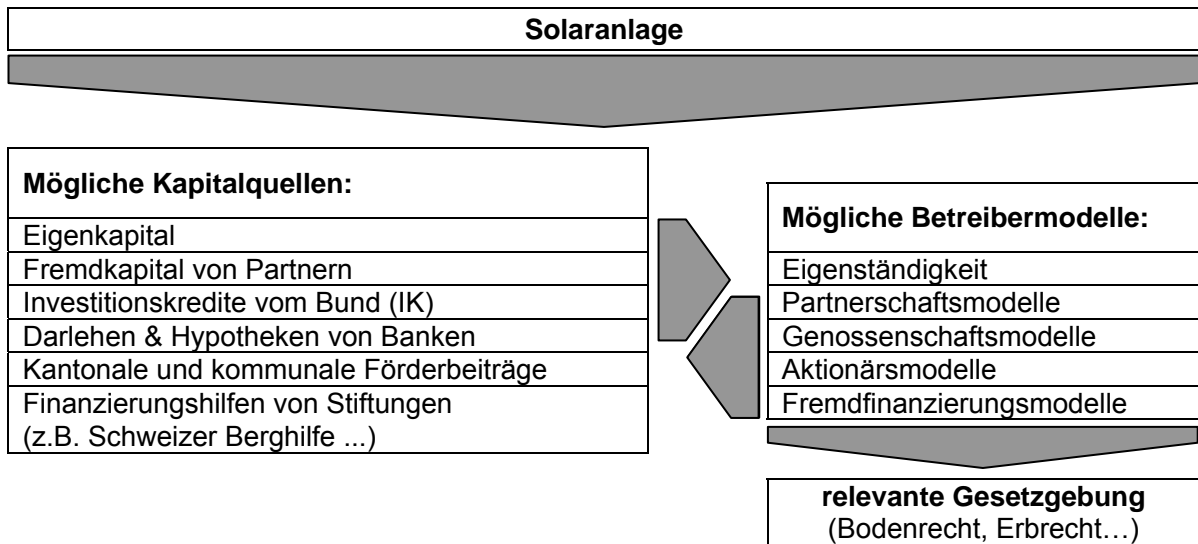 Solaranlage
Mögliche Kapitalquellen:
Eigenkapital
Fremdkapital von Partnern
Investitionskredite vom Bund (IK)
Darlehen & Hypotheken von Banken
Kantonale und kommunale Förderbeiträge
Finanzierungshilfen von Stiftungen
(z.B. Schweizer Berghilfe ...)
Mögliche Betreibermodelle:
Eigenständigkeit
Partnerschaftsmodelle
Genossenschaftsmodelle
Aktionärsmodelle
Fremdfinanzierungsmodelle
relevante Gesetzgebung
(Bodenrecht, Erbrecht…)